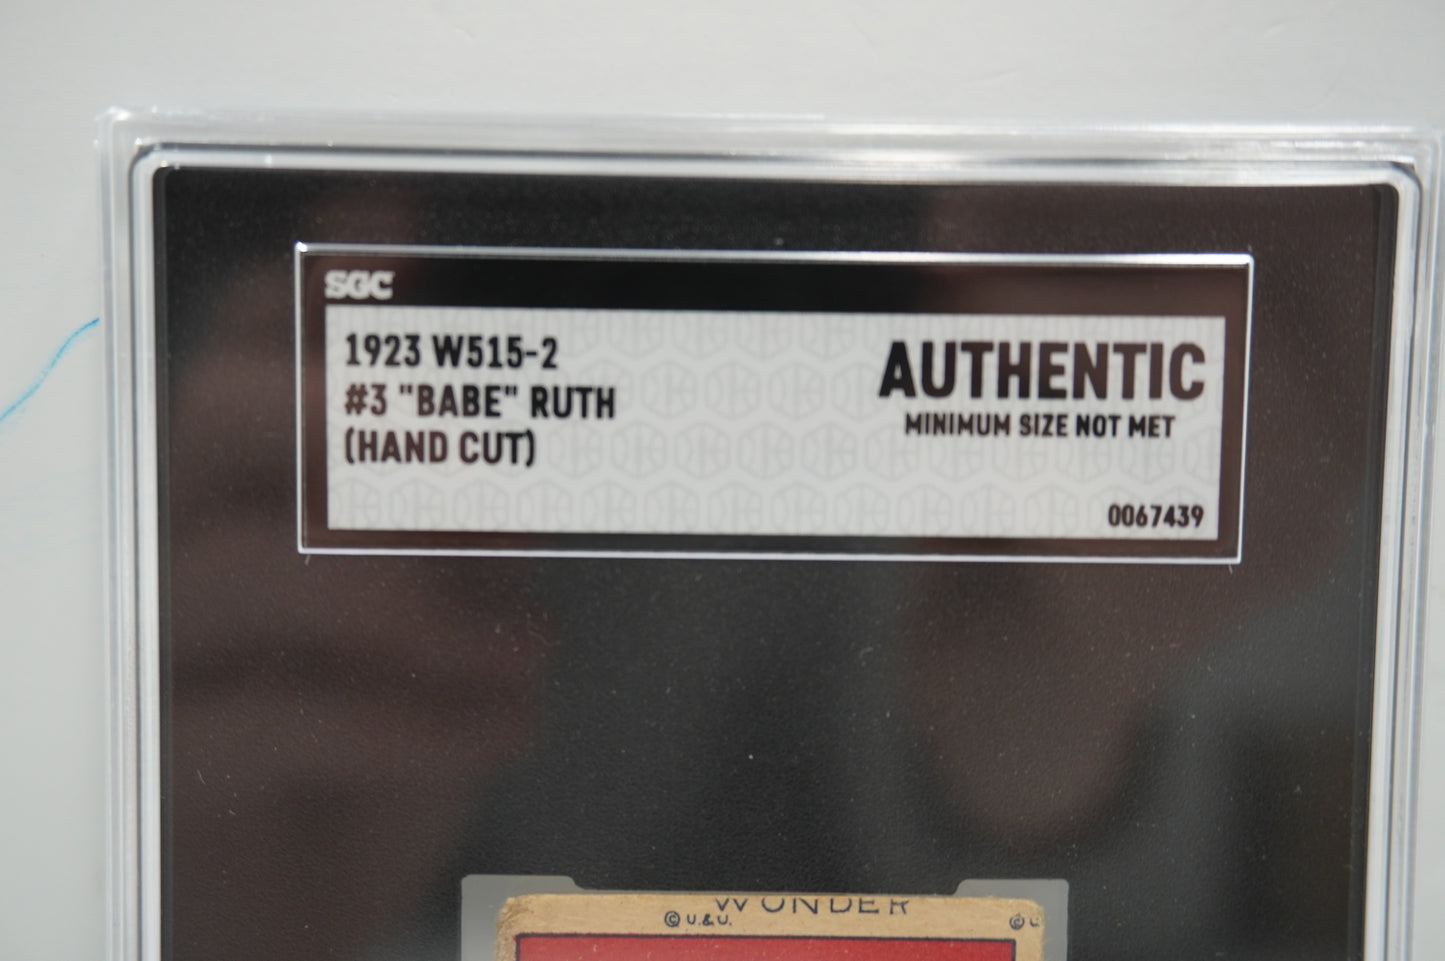 SGC
1923 W515-2
#3 "BABE" RUTH
(HAND CUT)
AUTHENTIC
MINIMUM SIZE NOT MET
0067439
WONDER
© U.&U.
© U